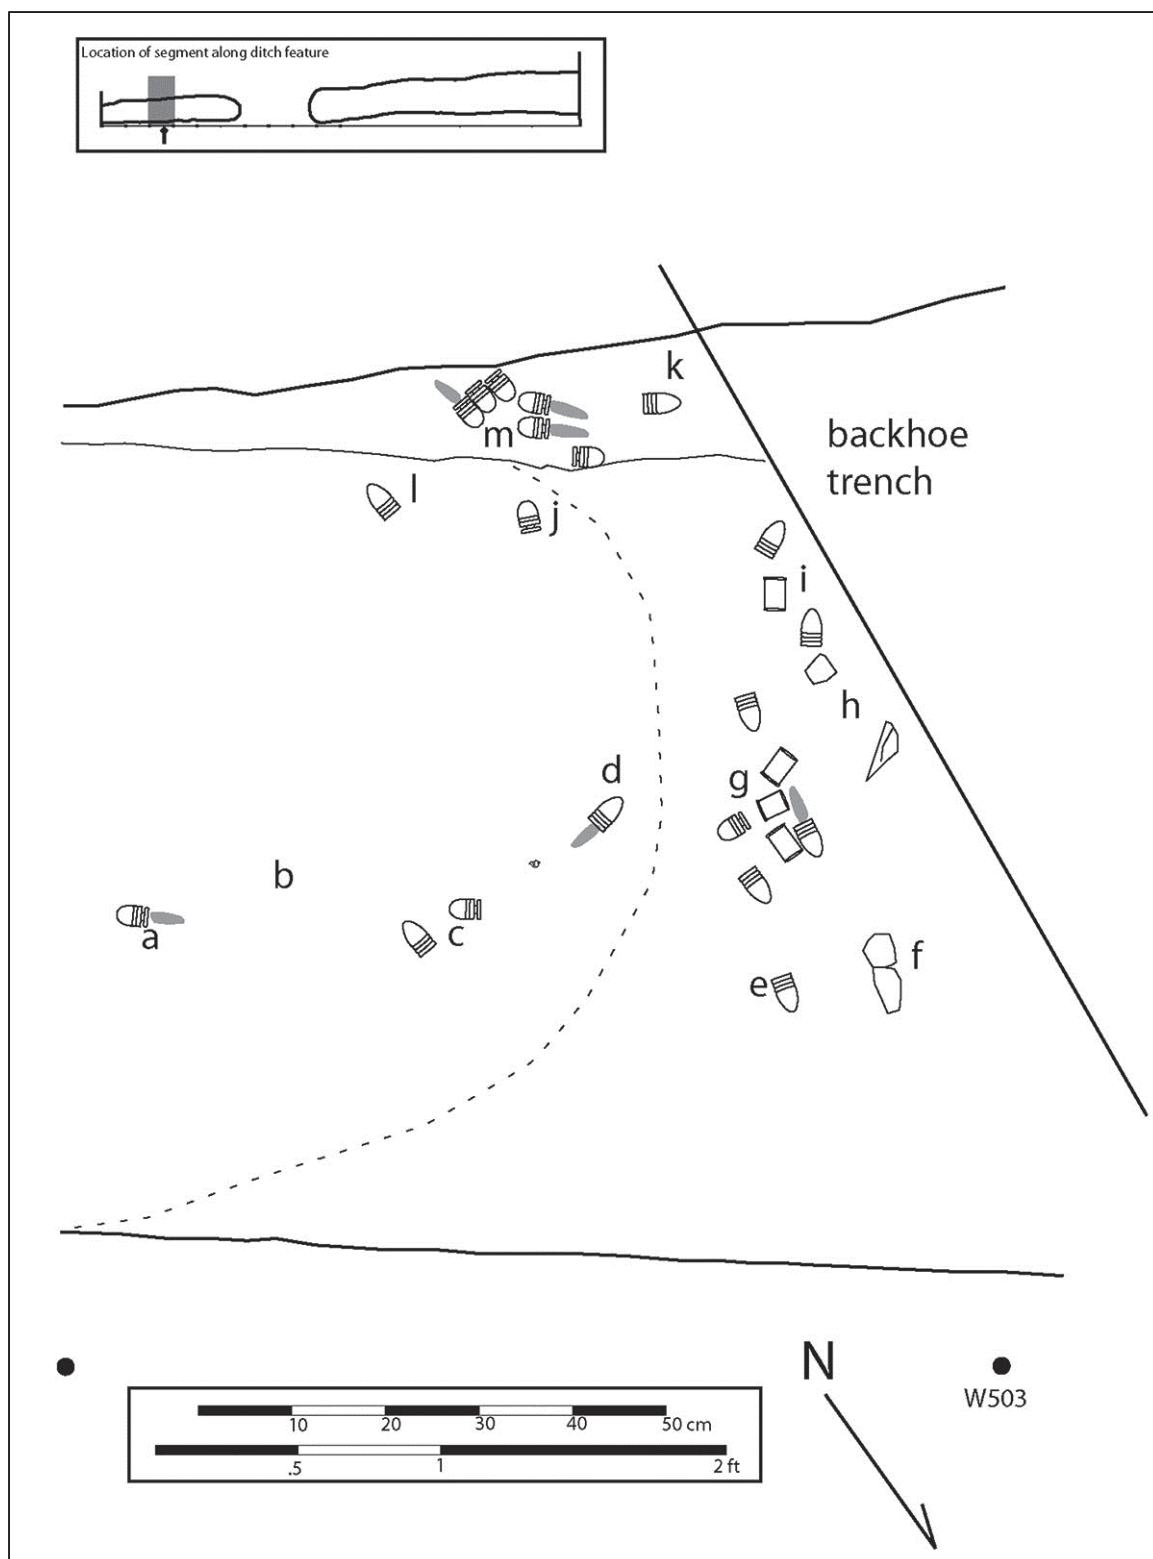 Location of segment along ditch feature
k
backhoe
trench
m
l
j
i
h
d
g
b
a
c
f
e
N
W503
10 20 30 40 50 cm
.5 1 2 ft